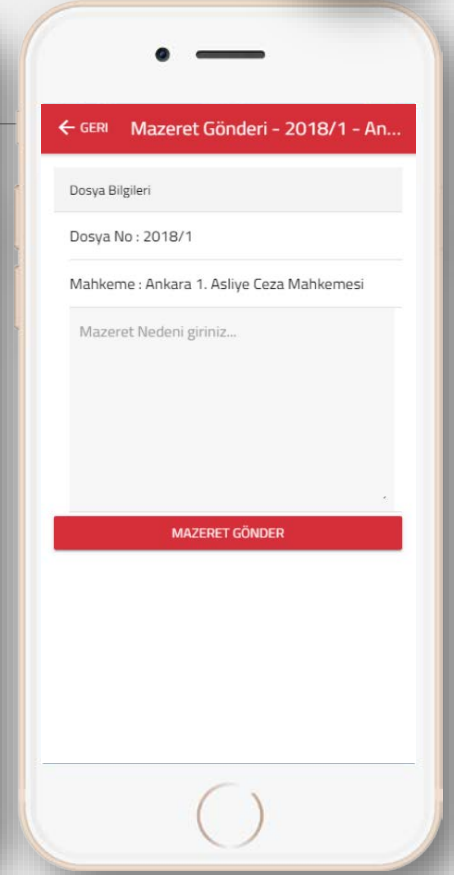 ← GERI Mazeret Gönderi - 2018/1 - An...
Dosya Bilgileri
Dosya No : 2018/1
Mahkeme : Ankara 1. Asliye Ceza Mahkemesi
Mazeret Nedeni giriniz...
MAZERET GÖNDER